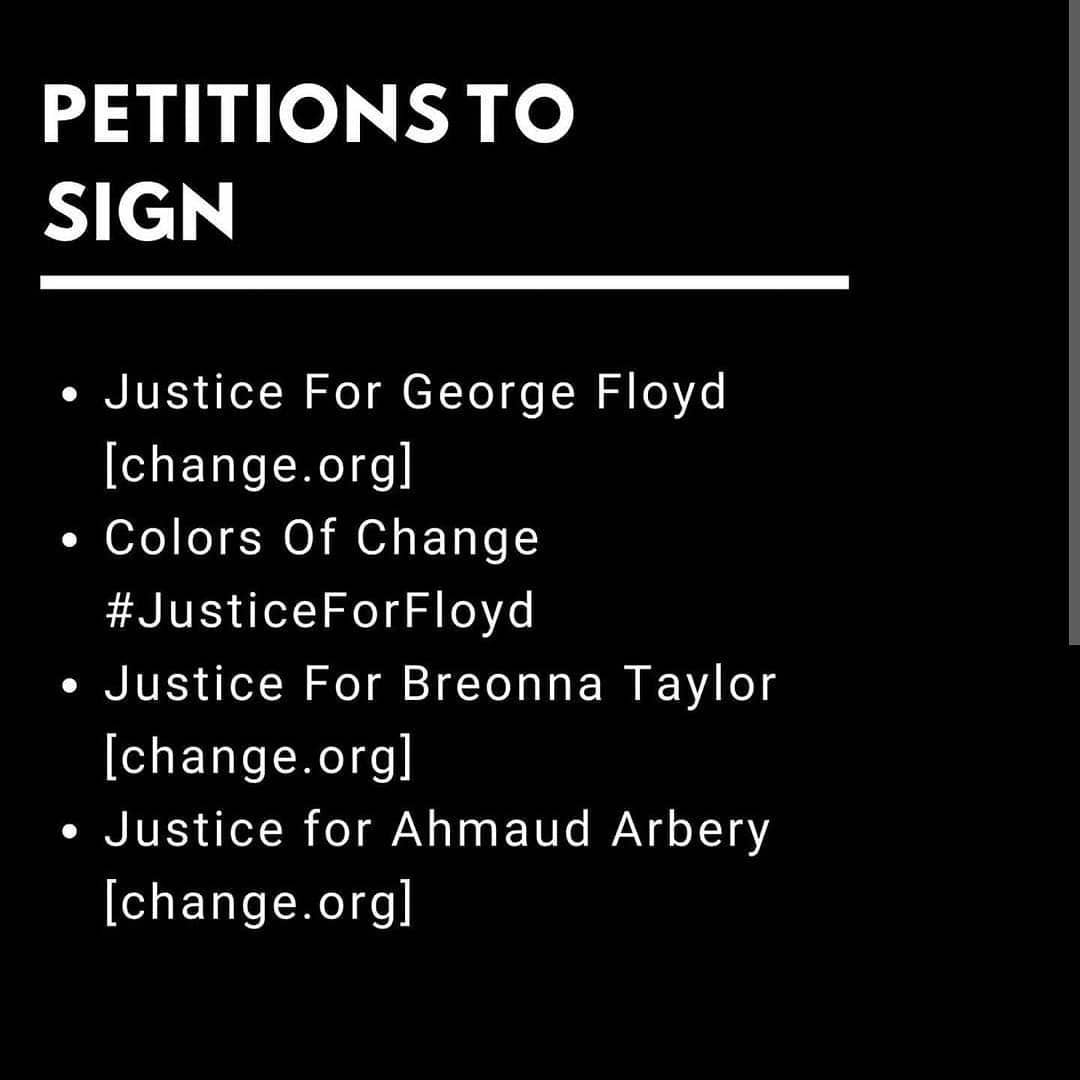 PETITIONS TO
SIGN
• Justice For George Floyd
[change.org]
• Colors Of Change
#JusticeForFloyd
• Justice For Breonna Taylor
[change.org]
• Justice for Ahmaud Arbery
[change.org]